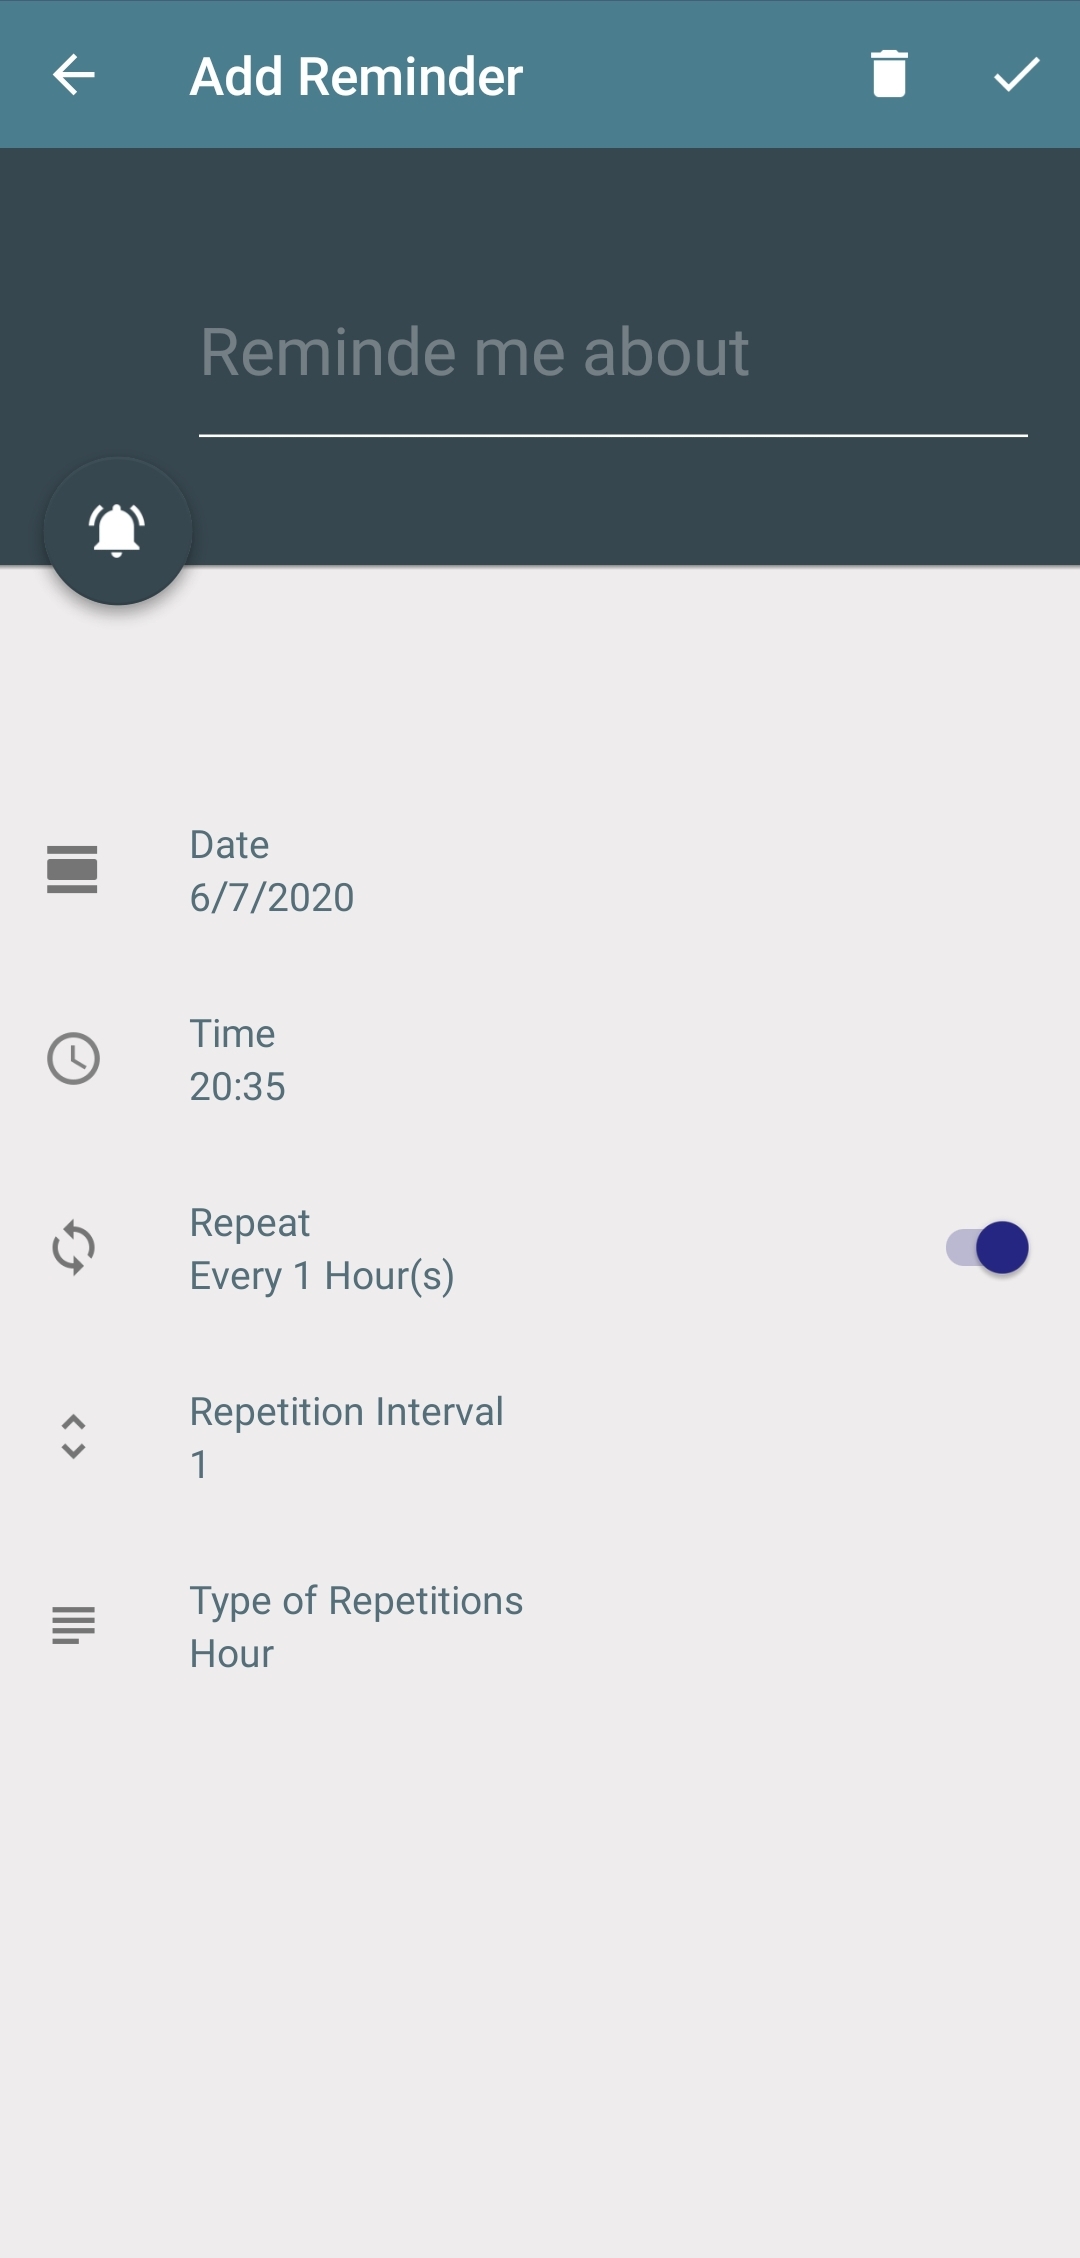 Add Reminder
Reminde me about
Date
6/7/2020
Time
20:35
Repeat
Every 1 Hour(s)
Repetition Interval
1
Type of Repetitions
Hour